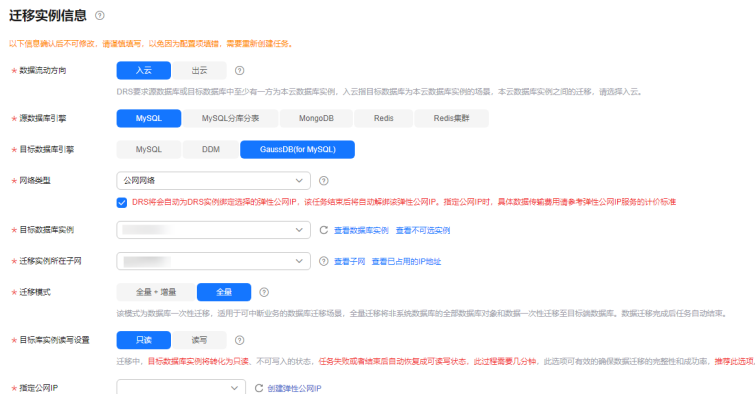 迁移实例信息
以下信息确认后不可修改，请谨慎填写，以免因为配置项填错，需要重新创建任务。
* 数据流动方向 入云 出云
DRS要求源数据库或目标数据库中至少有一方为本云数据库实例，入云指目标数据库为本云数据库实例的场景，本云数据库实例之间的迁移，请选择入云。
* 源数据库引擎 MySQL MySQL分库分表 MongoDB Redis Redis集群
* 目标数据库引擎 MySQL DDM GaussDB(for MySQL)
* 网络类型 公网网络
DRS将会自动为DRS实例绑定选择的弹性公网IP，该任务结束后将自动解绑该弹性公网IP。指定公网IP时，具体数据传输费用请参考弹性公网IP服务的计价标准
* 目标数据库实例 查看数据库实例 查看不可选实例
* 迁移实例所在子网 查看子网 查看已占用的IP地址
* 迁移模式 全量 + 增量 全量
该模式为数据库一次性迁移，适用于可中断业务的数据库迁移场景，全量迁移将非系统数据库的全部数据库对象和数据一次性迁移至目标端数据库。数据迁移完成后任务自动结束。
* 目标库实例读写设置 只读 读写
迁移中，目标数据库实例将转化为只读、不可写入的状态，任务失败或者结束后自动恢复成可读写状态，此过程需要几分钟，此选项可有效的确保数据迁移的完整性和成功率，推荐此选项。
* 指定公网IP 创建弹性公网IP